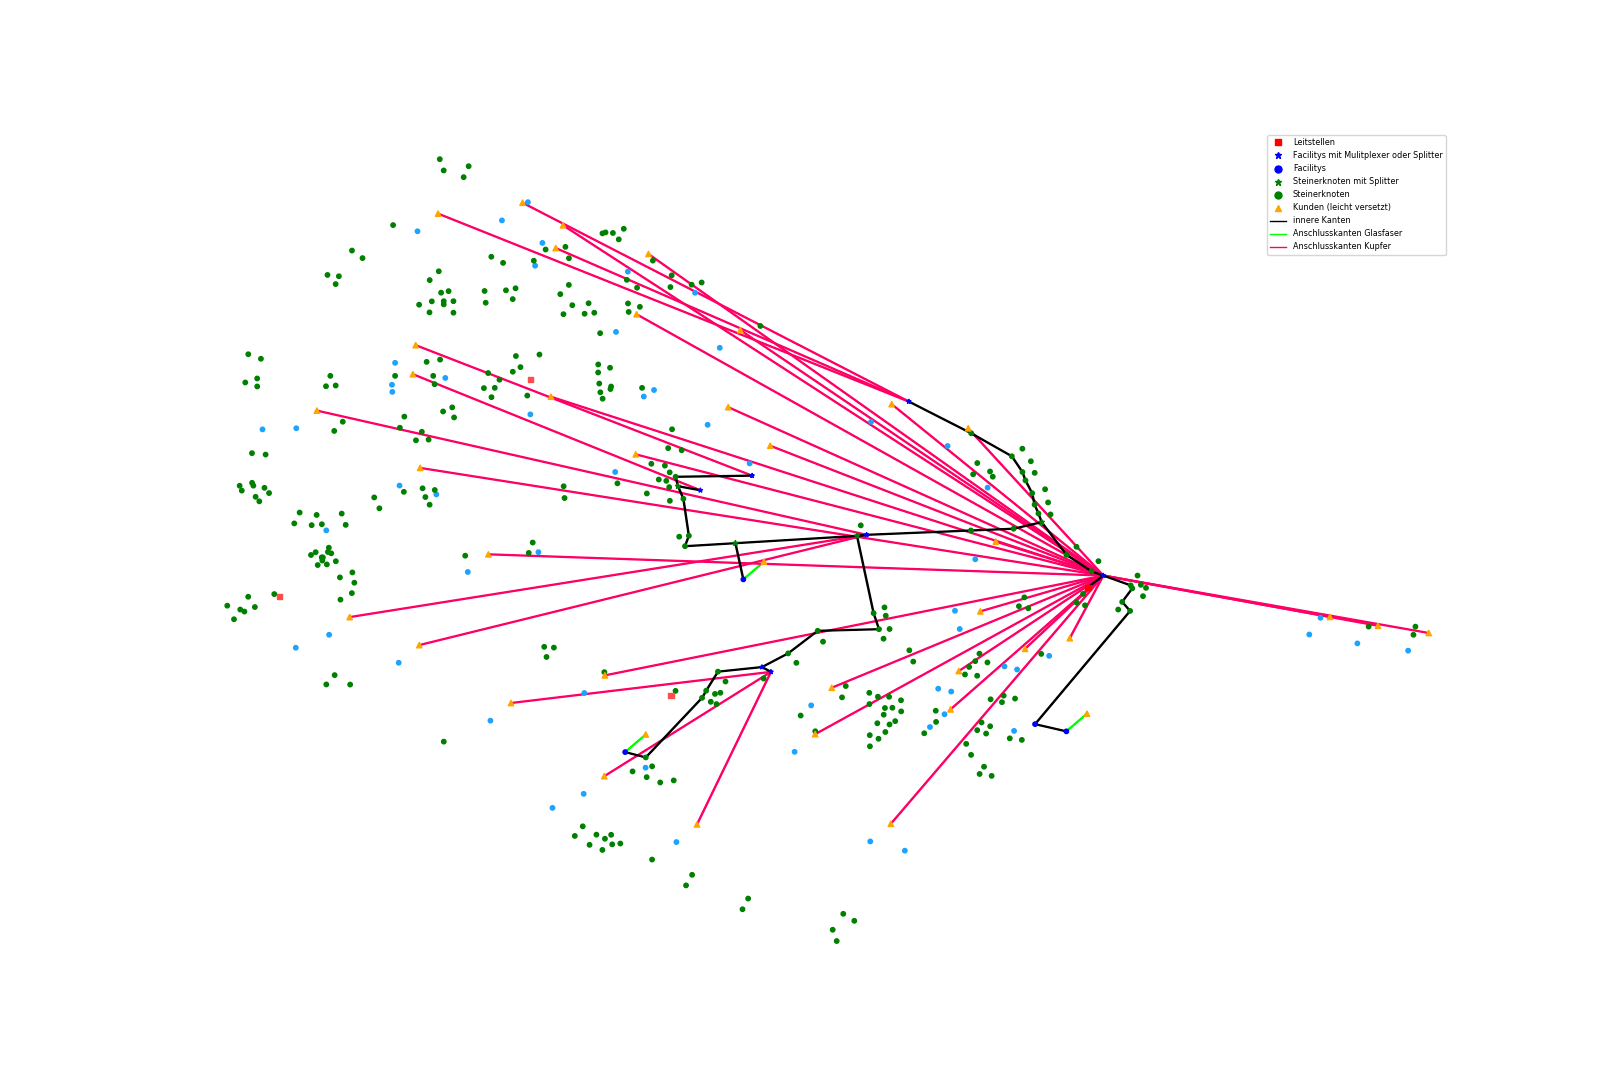 Leitstellen
Facilitys mit Mulitplexer oder Splitter
Facilitys
Steinerknoten mit Splitter
Steinerknoten
Kunden (leicht versetzt)
innere Kanten
Anschlusskanten Glasfaser
Anschlusskanten Kupfer